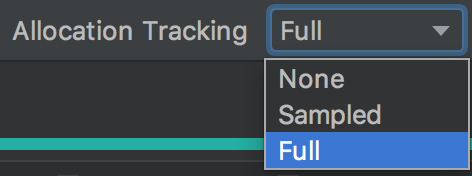 Allocation Tracking Full
None
Sampled
Full